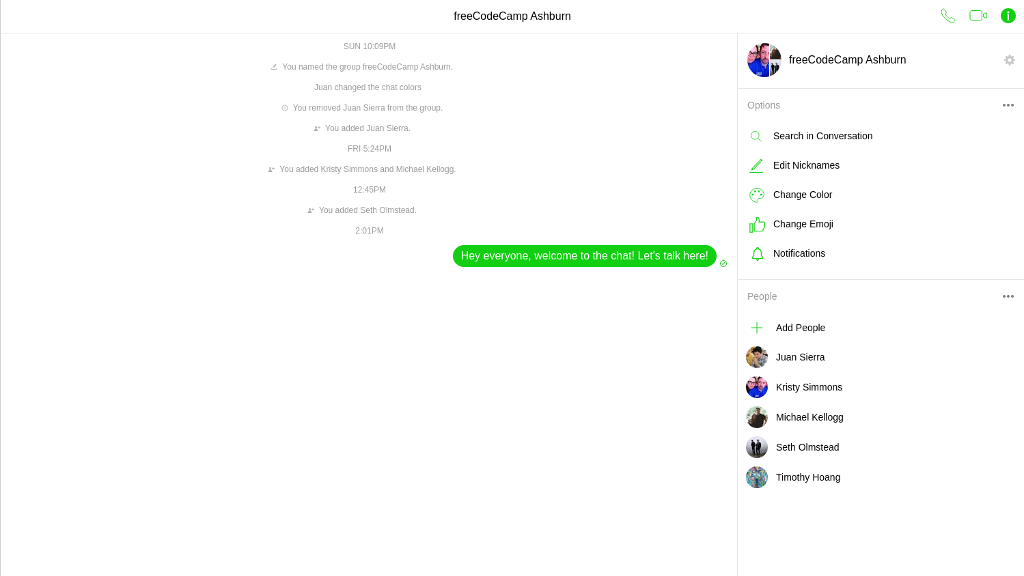 freeCodeCamp Ashburn
SUN 10:09PM
You named the group freeCodeCamp Ashburn.
Juan changed the chat colors
You removed Juan Sierra from the group.
You added Juan Sierra.
FRI 5:24PM
You added Kristy Simmons and Michael Kellogg.
12:45PM
You added Seth Olmstead.
2:01PM
Hey everyone, welcome to the chat! Let's talk here!
freeCodeCamp Ashburn
Options
Search in Conversation
Edit Nicknames
Change Color
Change Emoji
Notifications
People
Add People
Juan Sierra
Kristy Simmons
Michael Kellogg
Seth Olmstead
Timothy Hoang